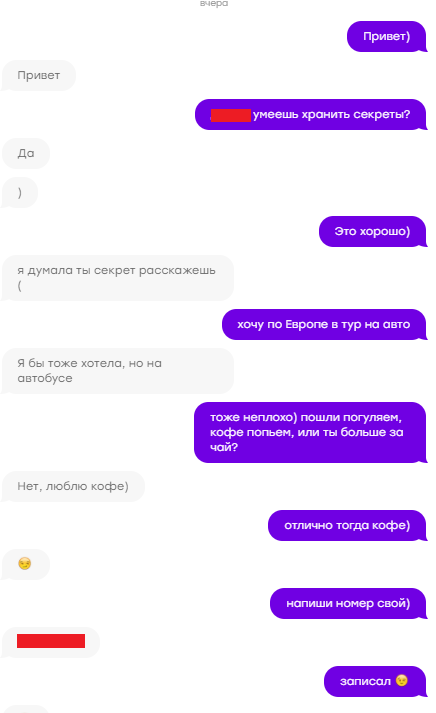 вчера
Привет)
Привет
умеешь хранить секреты?
Да
)
Это хорошо)
я думала ты секрет расскажешь
(
хочу по Европе в тур на авто
Я бы тоже хотела, но на
автобусе
тоже неплохо) пошли погуляем,
кофе попьем, или ты больше за
чай?
Нет, люблю кофе)
отлично тогда кофе)
😏
напиши номер свой)
записал 😉